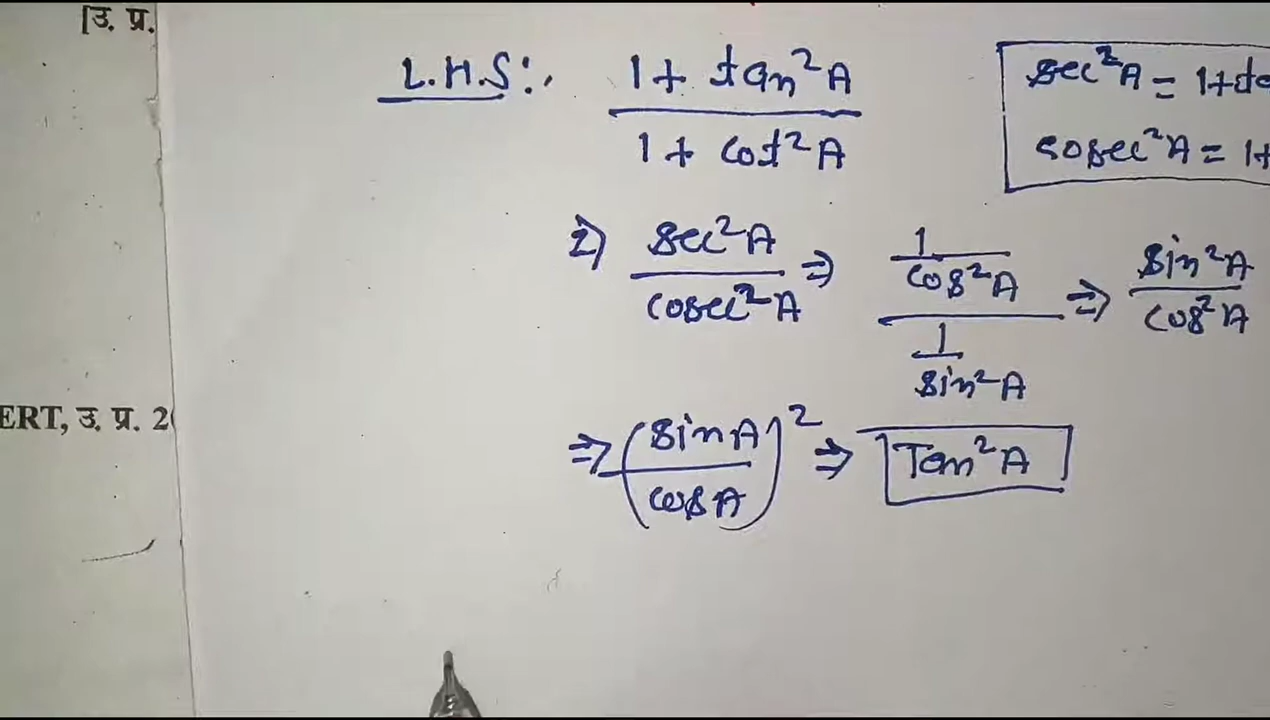 [उ. प्र.
L.H.S:. 1 + tan²A / 1 + cot²A
sec²A = 1+
cosec²A = 1+
⇒ sec²A / cosec²A ⇒ 1/cos²A / 1/sin²A ⇒ sin²A / cos²A
ERT, उ. प्र. 2
⇒ (sinA / cosA)² ⇒ Tan²A